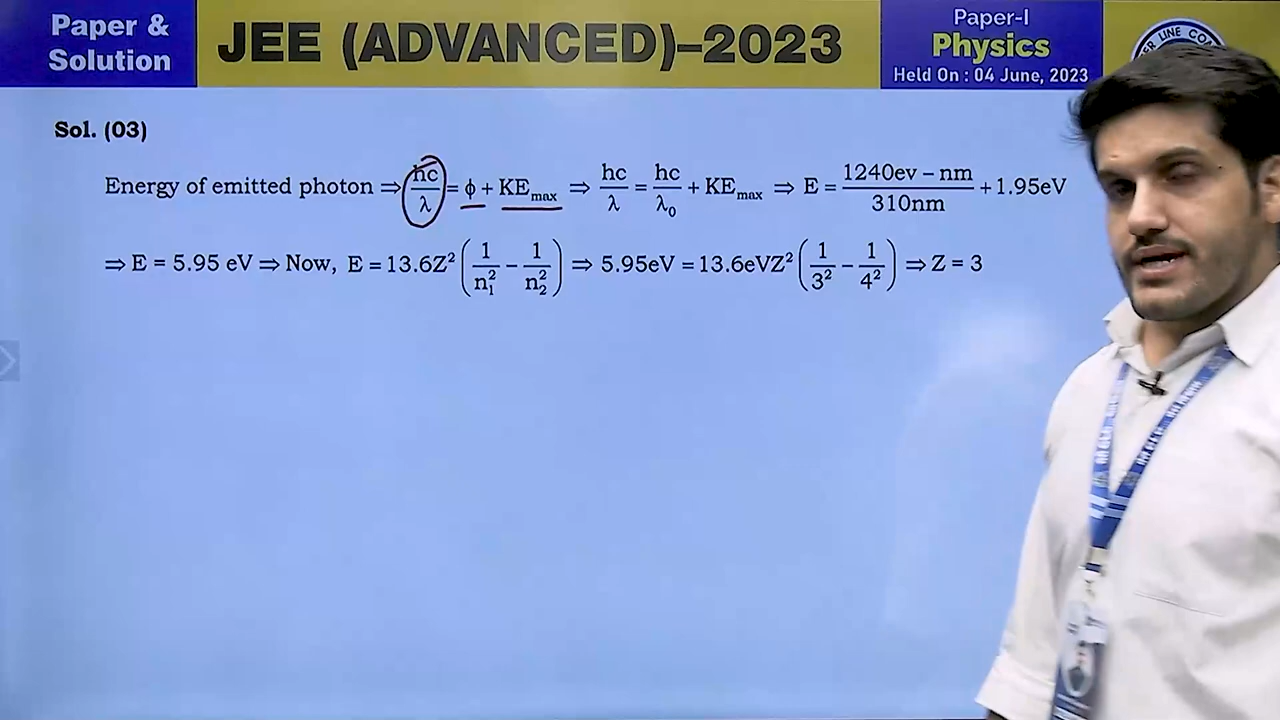 Paper &
Solution
JEE (ADVANCED)–2023
Paper-I
Physics
Held On : 04 June, 2023
LINE CO
Sol. (03)
Energy of emitted photon ⇒ hc/λ = ϕ + KE_max ⇒ hc/λ = hc/λ₀ + KE_max ⇒ E = 1240ev – nm/310nm + 1.95eV
⇒ E = 5.95 eV ⇒ Now, E = 13.6Z² (1/n₁² − 1/n₂²) ⇒ 5.95eV = 13.6eVZ² (1/3² − 1/4²) ⇒ Z = 3